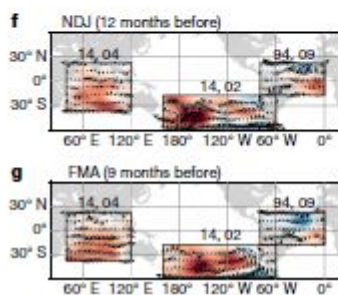 f NDJ (12 months before)
14, 04
94, 09
14, 02
30° N
0°
30° S
60° E 120° E 180° 120° W 60° W 0°
g FMA (9 months before)
14, 04
94, 09
14, 02
30° N
0°
30° S
60° E 120° E 180° 120° W 60° W 0°